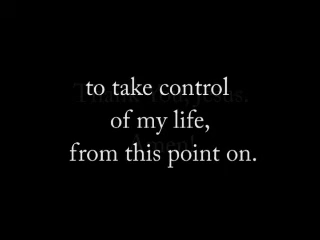 to take control
of my life,
from this point on.